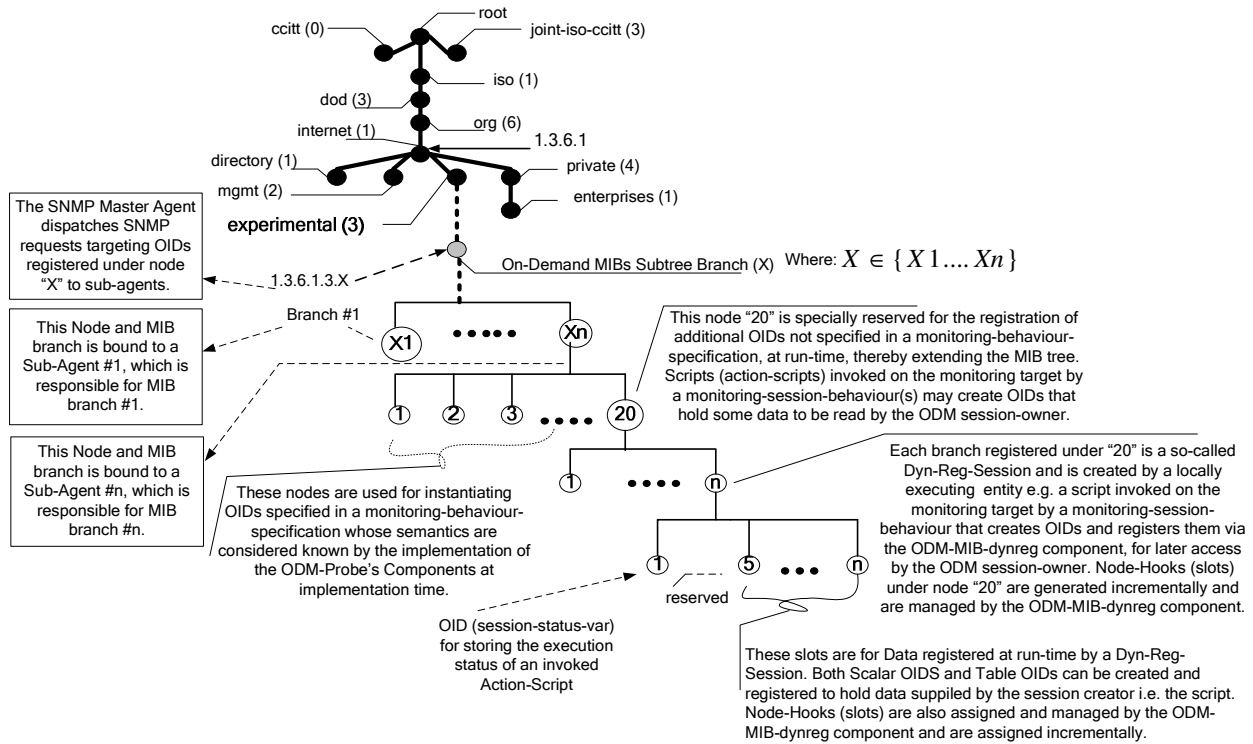 root
ccitt (0)
joint-iso-ccitt (3)
iso (1)
dod (3)
org (6)
internet (1)
1.3.6.1
directory (1)
private (4)
mgmt (2)
enterprises (1)
experimental (3)
The SNMP Master Agent
dispatches SNMP
requests targeting OIDs
registered under node
“X” to sub-agents.
1.3.6.1.3.X
On-Demand MIBs Subtree Branch (X)
Where: X ∈ { X 1 .... Xn }
Branch #1
This Node and MIB
branch is bound to a
Sub-Agent #1, which is
responsible for MIB
branch #1.
X1
Xn
This node “20” is specially reserved for the registration of
additional OIDs not specified in a monitoring-behaviour-
specification, at run-time, thereby extending the MIB tree.
Scripts (action-scripts) invoked on the monitoring target by
a monitoring-session-behaviour(s) may create OIDs that
hold some data to be read by the ODM session-owner.
1
2
3
20
This Node and MIB
branch is bound to a
Sub-Agent #n, which is
responsible for MIB
branch #n.
These nodes are used for instantiating
OIDs specified in a monitoring-behaviour-
specification whose semantics are
considered known by the implementation of
the ODM-Probe's Components at
implementation time.
1
n
Each branch registered under “20” is a so-called
Dyn-Reg-Session and is created by a locally
executing entity e.g. a script invoked on the
monitoring target by a monitoring-session-
behaviour that creates OIDs and registers them via
the ODM-MIB-dynreg component, for later access
by the ODM session-owner. Node-Hooks (slots)
under node “20” are generated incrementally and
are managed by the ODM-MIB-dynreg component.
1
5
n
reserved
OID (session-status-var)
for storing the execution
status of an invoked
Action-Script
These slots are for Data registered at run-time by a Dyn-Reg-
Session. Both Scalar OIDS and Table OIDs can be created and
registered to hold data suppiled by the session creator i.e. the script.
Node-Hooks (slots) are also assigned and managed by the ODM-
MIB-dynreg component and are assigned incrementally.